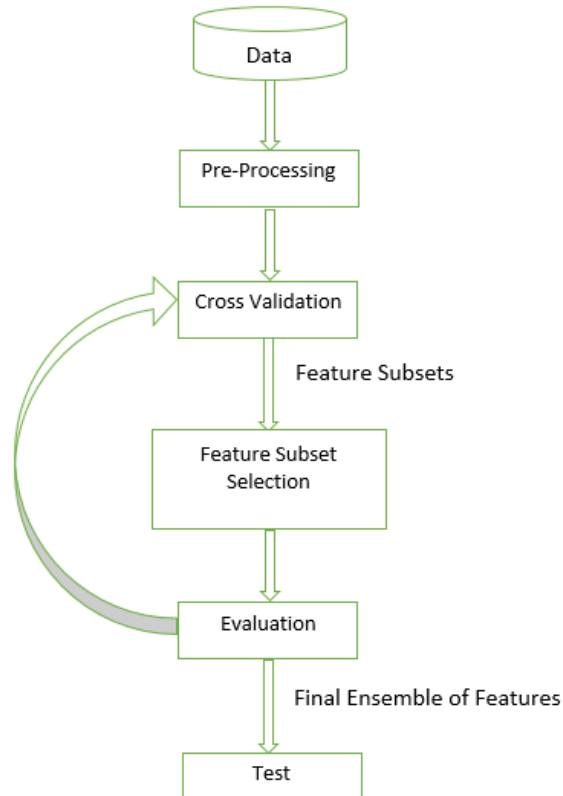 Data
Pre-Processing
Cross Validation
Feature Subsets
Feature Subset
Selection
Evaluation
Final Ensemble of Features
Test